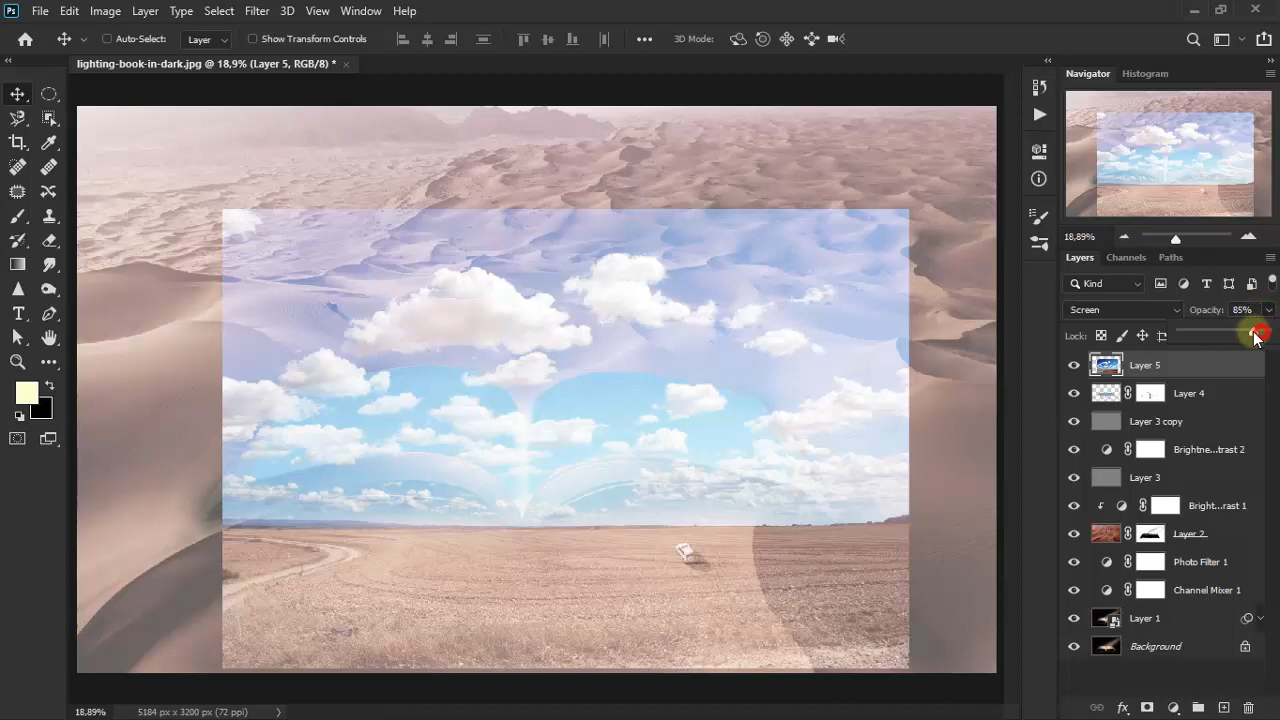 Ps File Edit Image Layer Type Select Filter 3D View Window Help
Auto-Select: Layer Show Transform Controls 3D Mode:
lighting-book-in-dark.jpg @ 18,9% (Layer 5, RGB/8) * ×
Navigator Histogram
18,89%
Layers Channels Paths
Kind
Screen Opacity: 85%
Lock:
Layer 5
Layer 4
Layer 3 copy
Brightne...trast 2
Layer 3
Bright...rast 1
Layer 2
Photo Filter 1
Channel Mixer 1
Layer 1
Background
18,89% 5184 px x 3200 px (72 ppi)